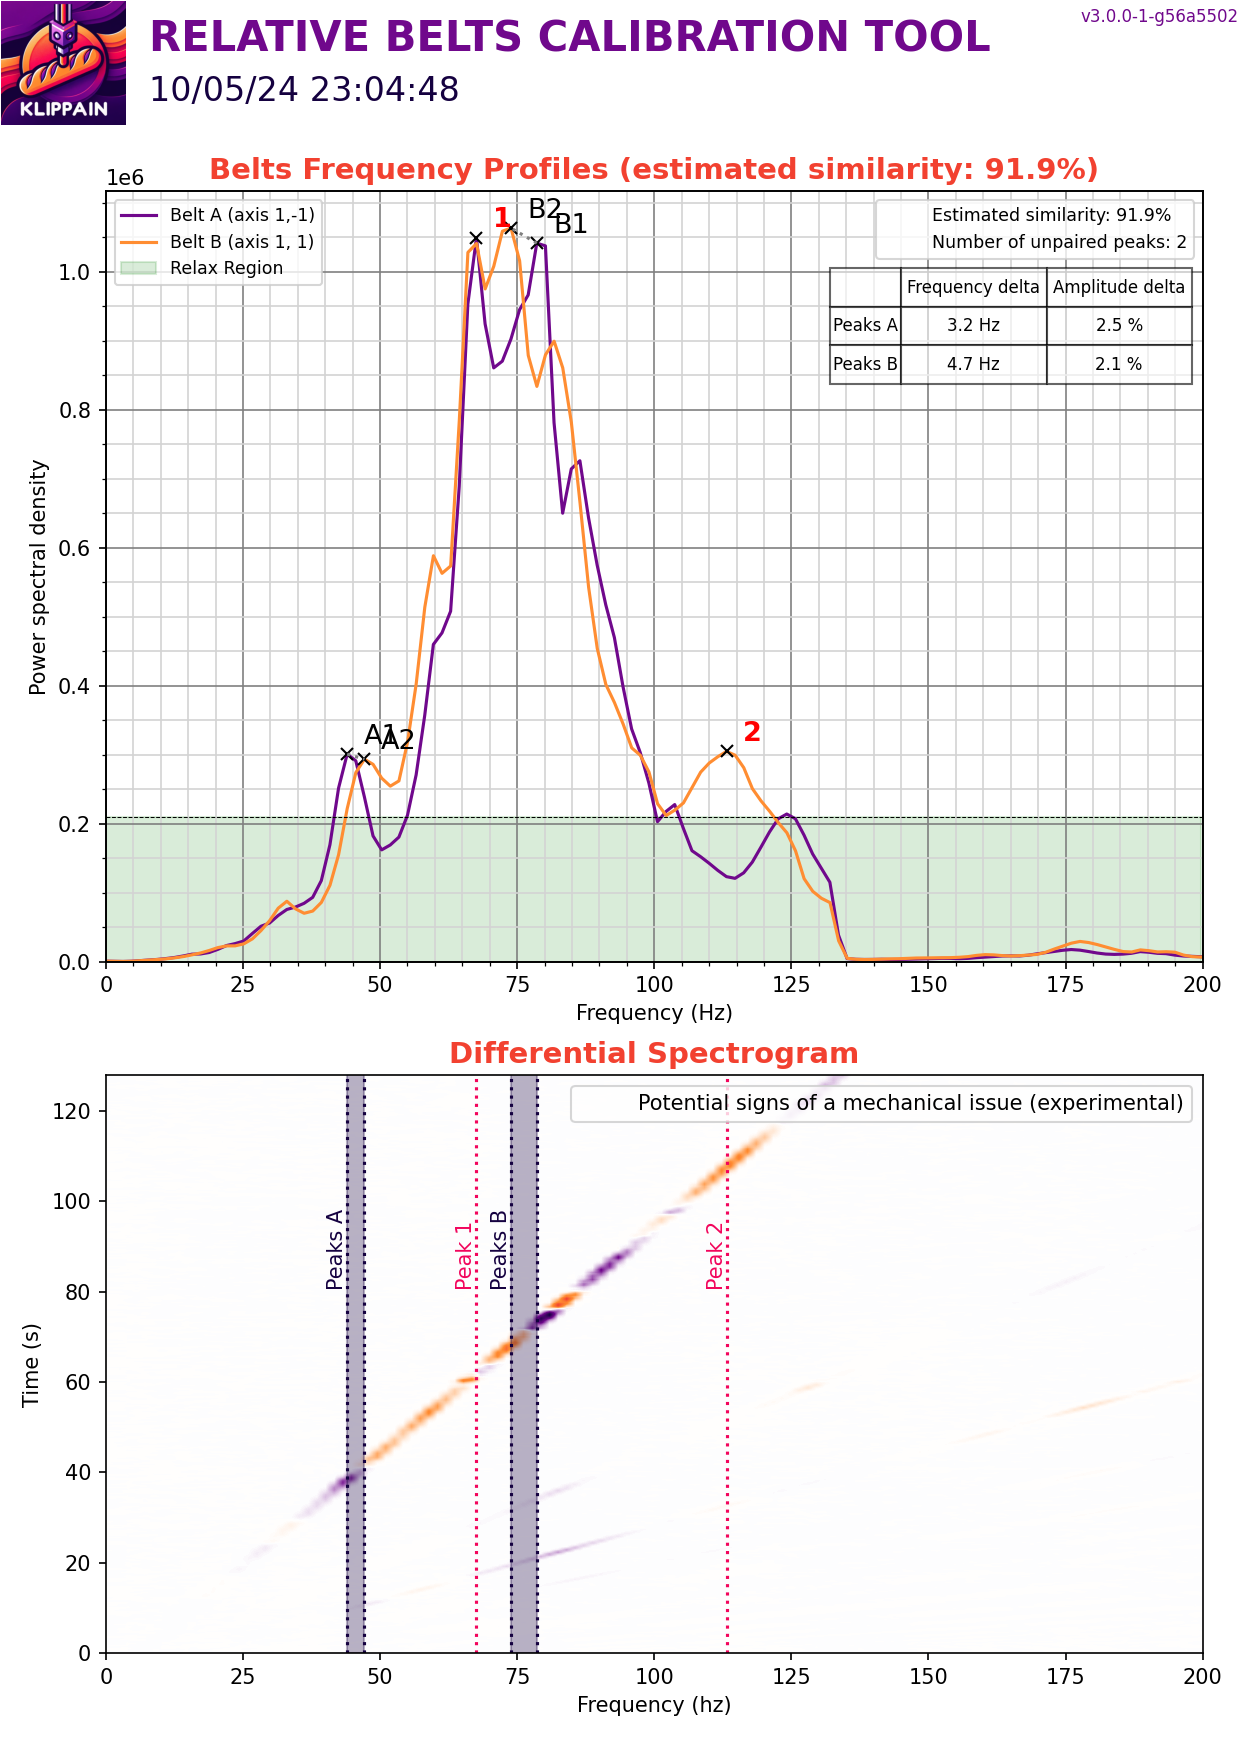 KLIPPAIN
RELATIVE BELTS CALIBRATION TOOL
v3.0.0-1-g56a5502
10/05/24 23:04:48
Belts Frequency Profiles (estimated similarity: 91.9%)
1e6
Belt A (axis 1,-1)
Belt B (axis 1, 1)
Relax Region
Estimated similarity: 91.9%
Number of unpaired peaks: 2
Frequency delta Amplitude delta
Peaks A 3.2 Hz 2.5 %
Peaks B 4.7 Hz 2.1 %
1
B2
B1
A1
A2
2
Power spectral density
1.0
0.8
0.6
0.4
0.2
0.0
0 25 50 75 100 125 150 175 200
Frequency (Hz)
Differential Spectrogram
Potential signs of a mechanical issue (experimental)
Peaks A
Peak 1
Peaks B
Peak 2
Time (s)
120
100
80
60
40
20
0
0 25 50 75 100 125 150 175 200
Frequency (hz)